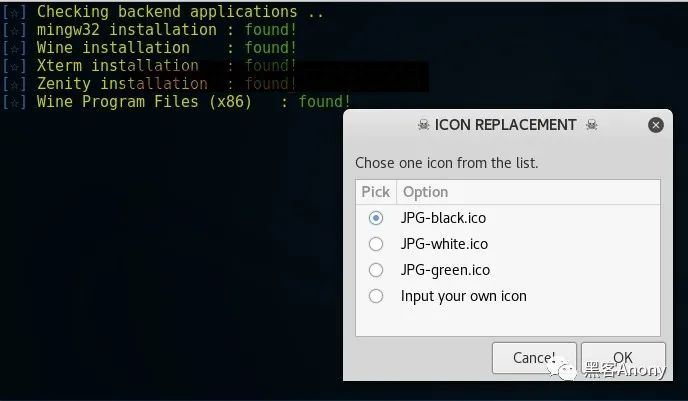 [☆] Checking backend applications ..
[☆] mingw32 installation : found!
[☆] Wine installation : found!
[☆] Xterm installation : found!
[☆] Zenity installation : found!
[☆] Wine Program Files (x86) : found!
☠ ICON REPLACEMENT ☠
Chose one icon from the list.
Pick Option
JPG-black.ico
JPG-white.ico
JPG-green.ico
Input your own icon
Cancel OK
黑客Anony